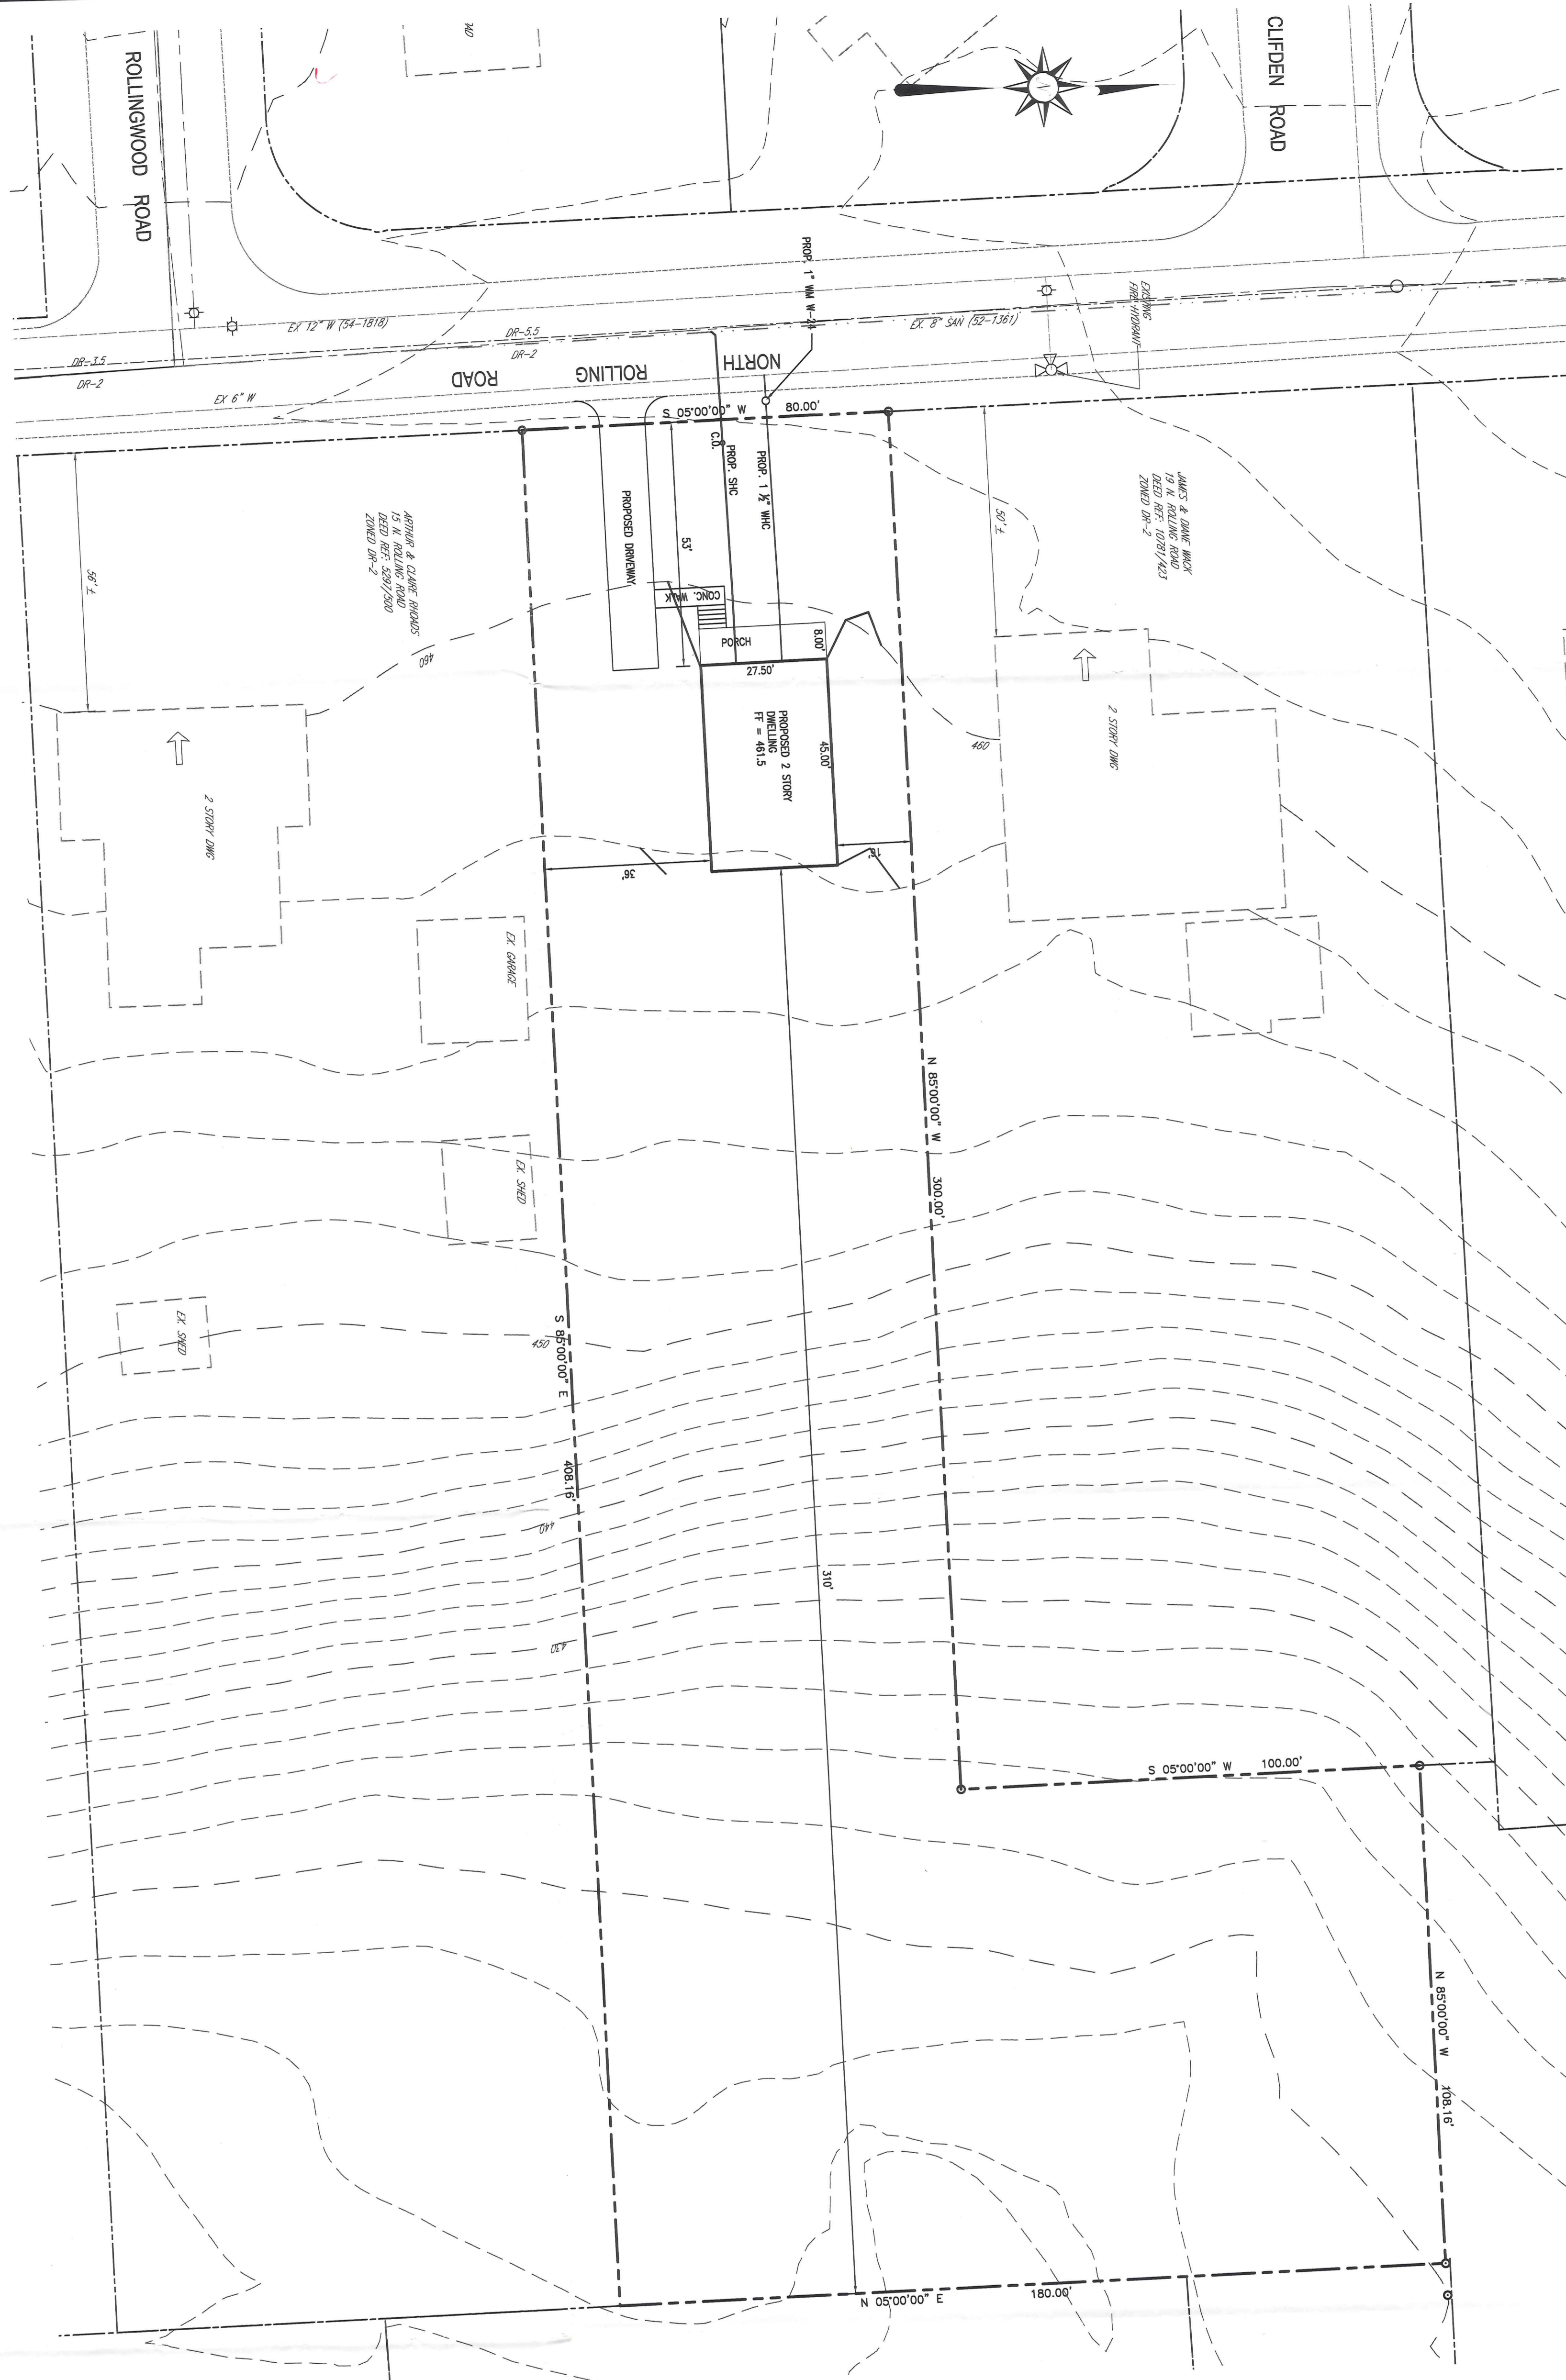 ROLLINGWOOD ROAD
CLIFDEN ROAD
N
EX 12" W (54-1818)
DR-5.5
DR-2
DR-3.5
DR-2
EX 6" W
EX. 8" SAN (52-1361)
EXISTING
FIRE HYDRANT
PROP. 1" WM W-24
NORTH ROLLING ROAD
S 05°00'00" W 80.00'
C.O.
PROP. SHC
PROP. 1 ½" WHC
PROPOSED DRIVEWAY
53'
CONC. WALK
PORCH
8.00'
27.50'
45.00'
PROPOSED 2 STORY
DWELLING
FF = 461.5
16'
36'
ARTHUR & CLAIRE RHOADS
15 N. ROLLING ROAD
DEED REF: 5297/500
ZONED DR-2
56'±
460
2 STORY DWG
EX. GARAGE
EX. SHED
EX. SHED
JAMES & DIANE WACK
19 N. ROLLING ROAD
DEED REF: 10781/423
ZONED DR-2
50'±
460
2 STORY DWG
N 85°00'00" W 300.00'
S 85°00'00" E 408.16'
450
440
430
310'
S 05°00'00" W 100.00'
N 85°00'00" W 108.16'
N 05°00'00" E 180.00'